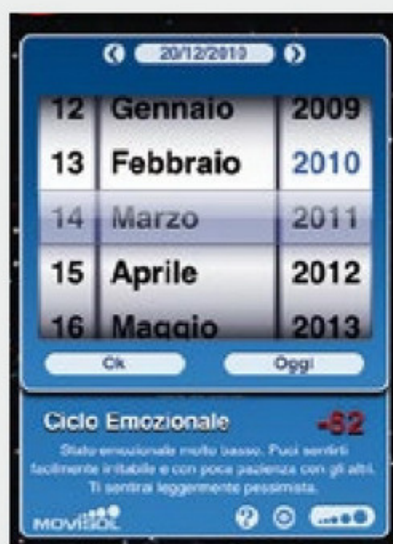 20/12/2010
12 Gennaio 2009
13 Febbraio 2010
14 Marzo 2011
15 Aprile 2012
16 Maggio 2013
Ok Oggi
Ciclo Emozionale -62
Stato emozionale molto basso. Puoi sentirti
facilmente irritabile e con poca pazienza con gli altri.
Ti sentirai leggermente pessimista.
MOVISOL ?